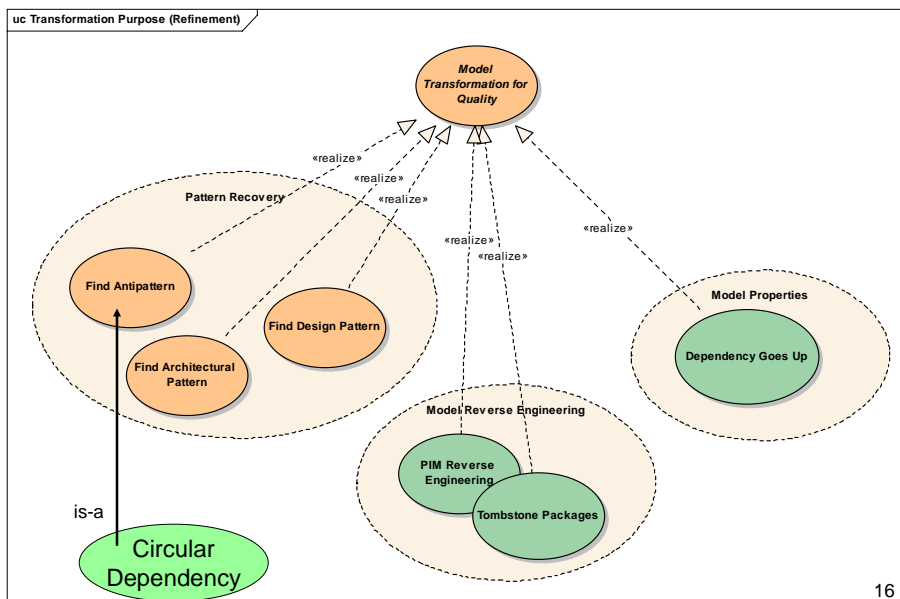 uc Transformation Purpose (Refinement)
Model
Transformation for
Quality
«realize»
«realize»
«realize»
«realize»
«realize»
«realize»
Pattern Recovery
Find Antipattern
Find Design Pattern
Find Architectural
Pattern
Model Properties
Dependency Goes Up
Model Reverse Engineering
PIM Reverse
Engineering
Tombstone Packages
is-a
Circular
Dependency
16